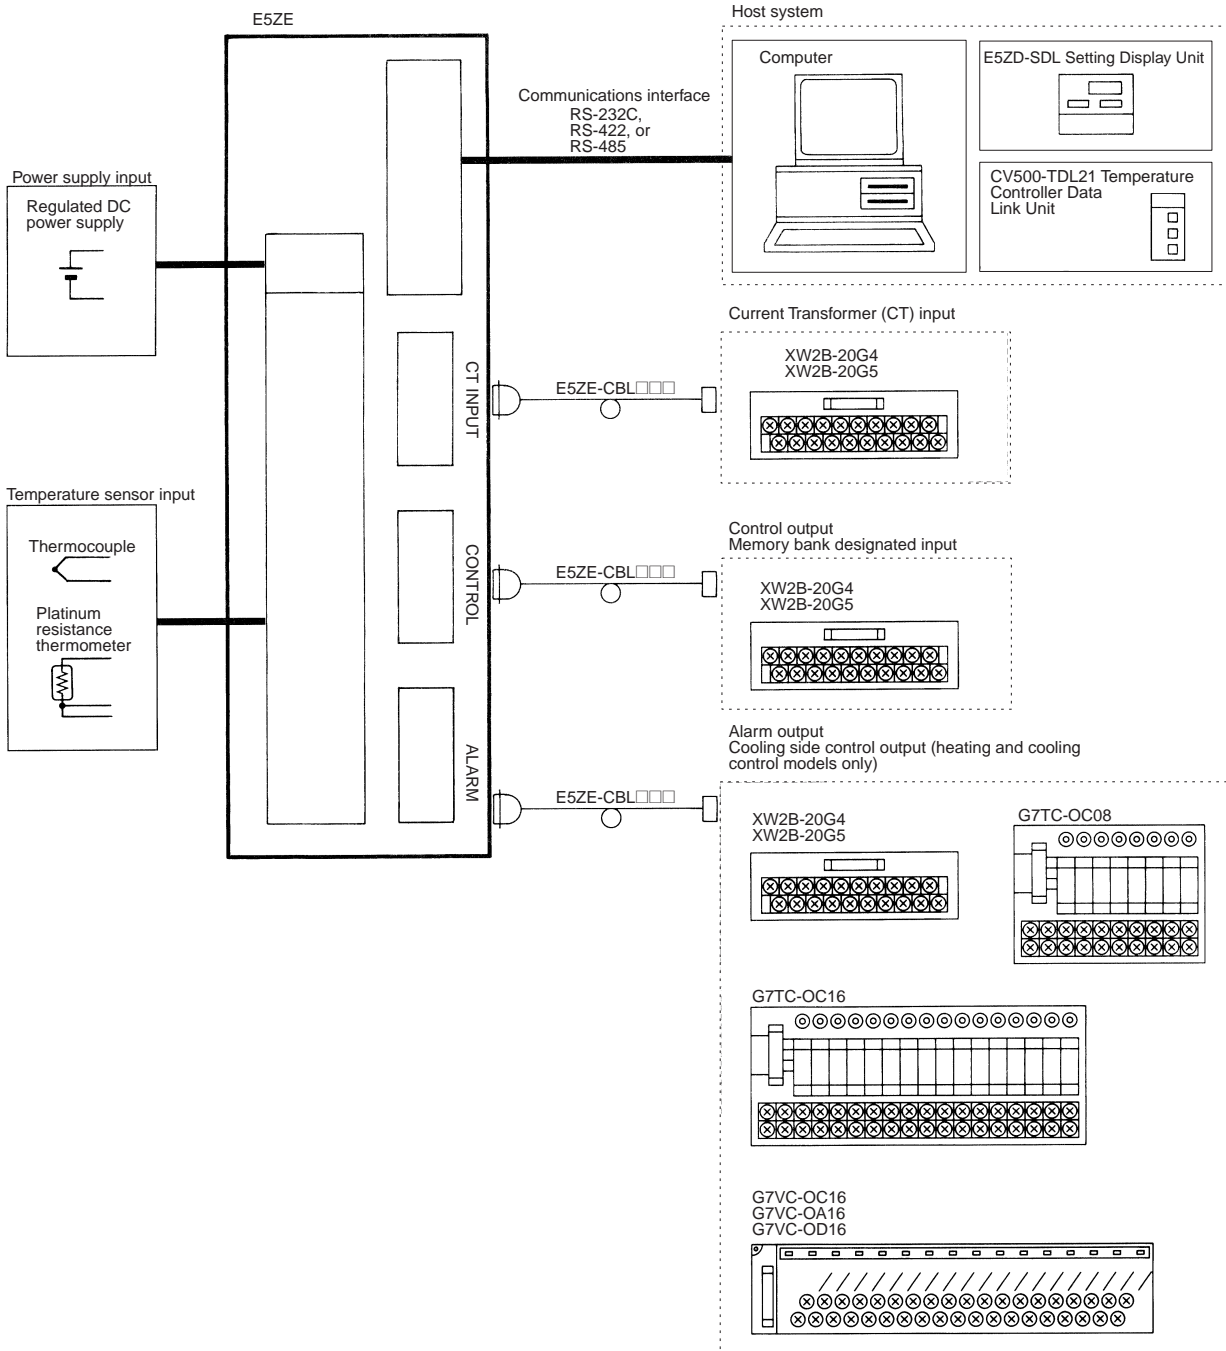 E5ZE
Host system
Computer
E5ZD-SDL Setting Display Unit
Communications interface
RS-232C,
RS-422, or
RS-485
CV500-TDL21 Temperature
Controller Data
Link Unit
Power supply input
Regulated DC
power supply
Current Transformer (CT) input
XW2B-20G4
XW2B-20G5
CT INPUT
E5ZE-CBL□□□
Temperature sensor input
Thermocouple
Platinum
resistance
thermometer
Control output
Memory bank designated input
XW2B-20G4
XW2B-20G5
CONTROL
E5ZE-CBL□□□
Alarm output
Cooling side control output (heating and cooling
control models only)
ALARM
E5ZE-CBL□□□
XW2B-20G4
XW2B-20G5
G7TC-OC08
G7TC-OC16
G7VC-OC16
G7VC-OA16
G7VC-OD16